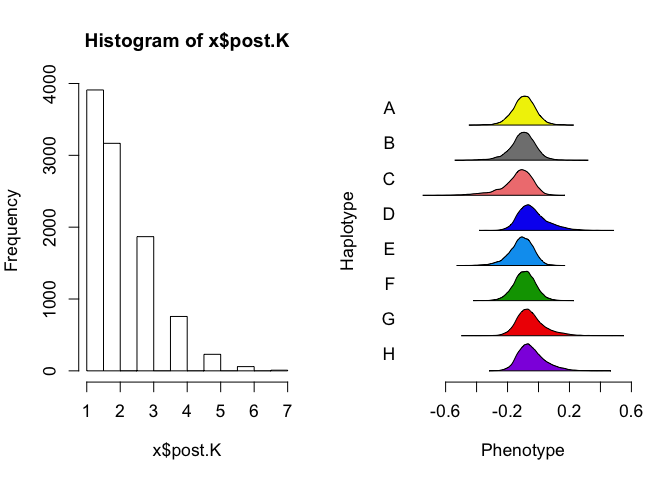 Histogram of x$post.K
Frequency
0
1000
2000
3000
4000
1 2 3 4 5 6 7
x$post.K
Haplotype
A
B
C
D
E
F
G
H
-0.6 -0.2 0.2 0.6
Phenotype